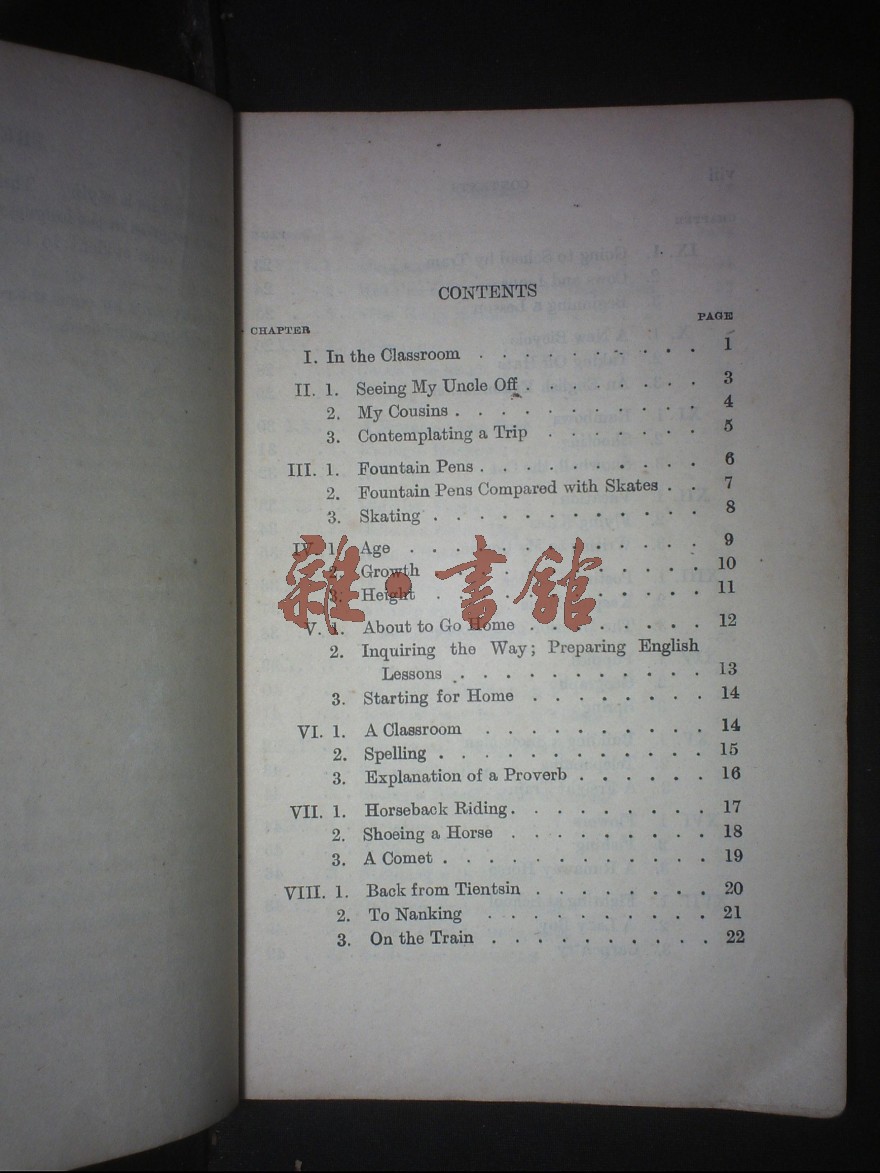 CONTENTS
CHAPTER PAGE
I. In the Classroom . . . . . . . . . . 1
II. 1. Seeing My Uncle Off . . . . . . . . 3
2. My Cousins . . . . . . . . . . . 4
3. Contemplating a Trip . . . . . . . 5
III. 1. Fountain Pens . . . . . . . . . . 6
2. Fountain Pens Compared with Skates . . 7
3. Skating . . . . . . . . . . . . 8
IV. 1. Age . . . . . . . . . . . . . 9
2. Growth . . . . . . . . . . . . 10
3. Height . . . . . . . . . . . . 11
雜·書館
V. 1. About to Go Home . . . . . . . . 12
2. Inquiring the Way; Preparing English
Lessons . . . . . . . . . . . 13
3. Starting for Home . . . . . . . . 14
VI. 1. A Classroom . . . . . . . . . . 14
2. Spelling . . . . . . . . . . . . 15
3. Explanation of a Proverb . . . . . . 16
VII. 1. Horseback Riding . . . . . . . . . 17
2. Shoeing a Horse . . . . . . . . . 18
3. A Comet . . . . . . . . . . . . 19
VIII. 1. Back from Tientsin . . . . . . . . 20
2. To Nanking . . . . . . . . . . 21
3. On the Train . . . . . . . . . . 22